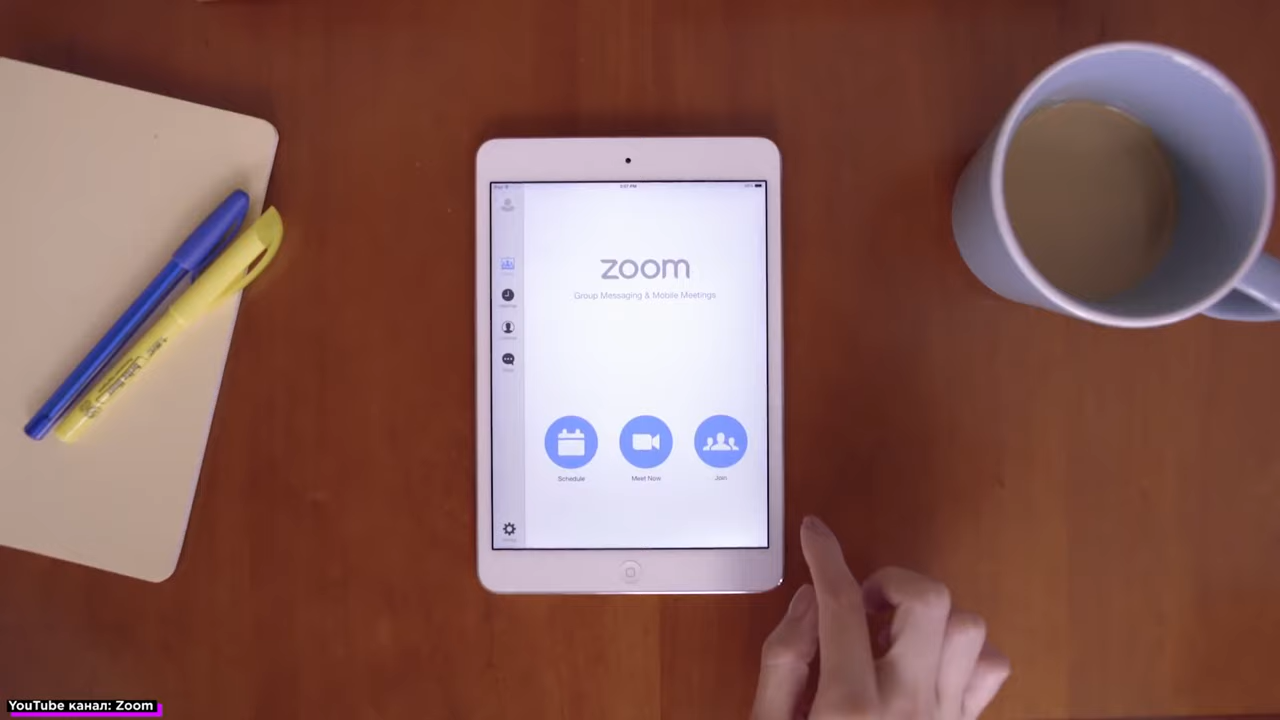 zoom
Group Messaging & Mobile Meetings
Schedule
Meet Now
Join
YouTube канал: Zoom